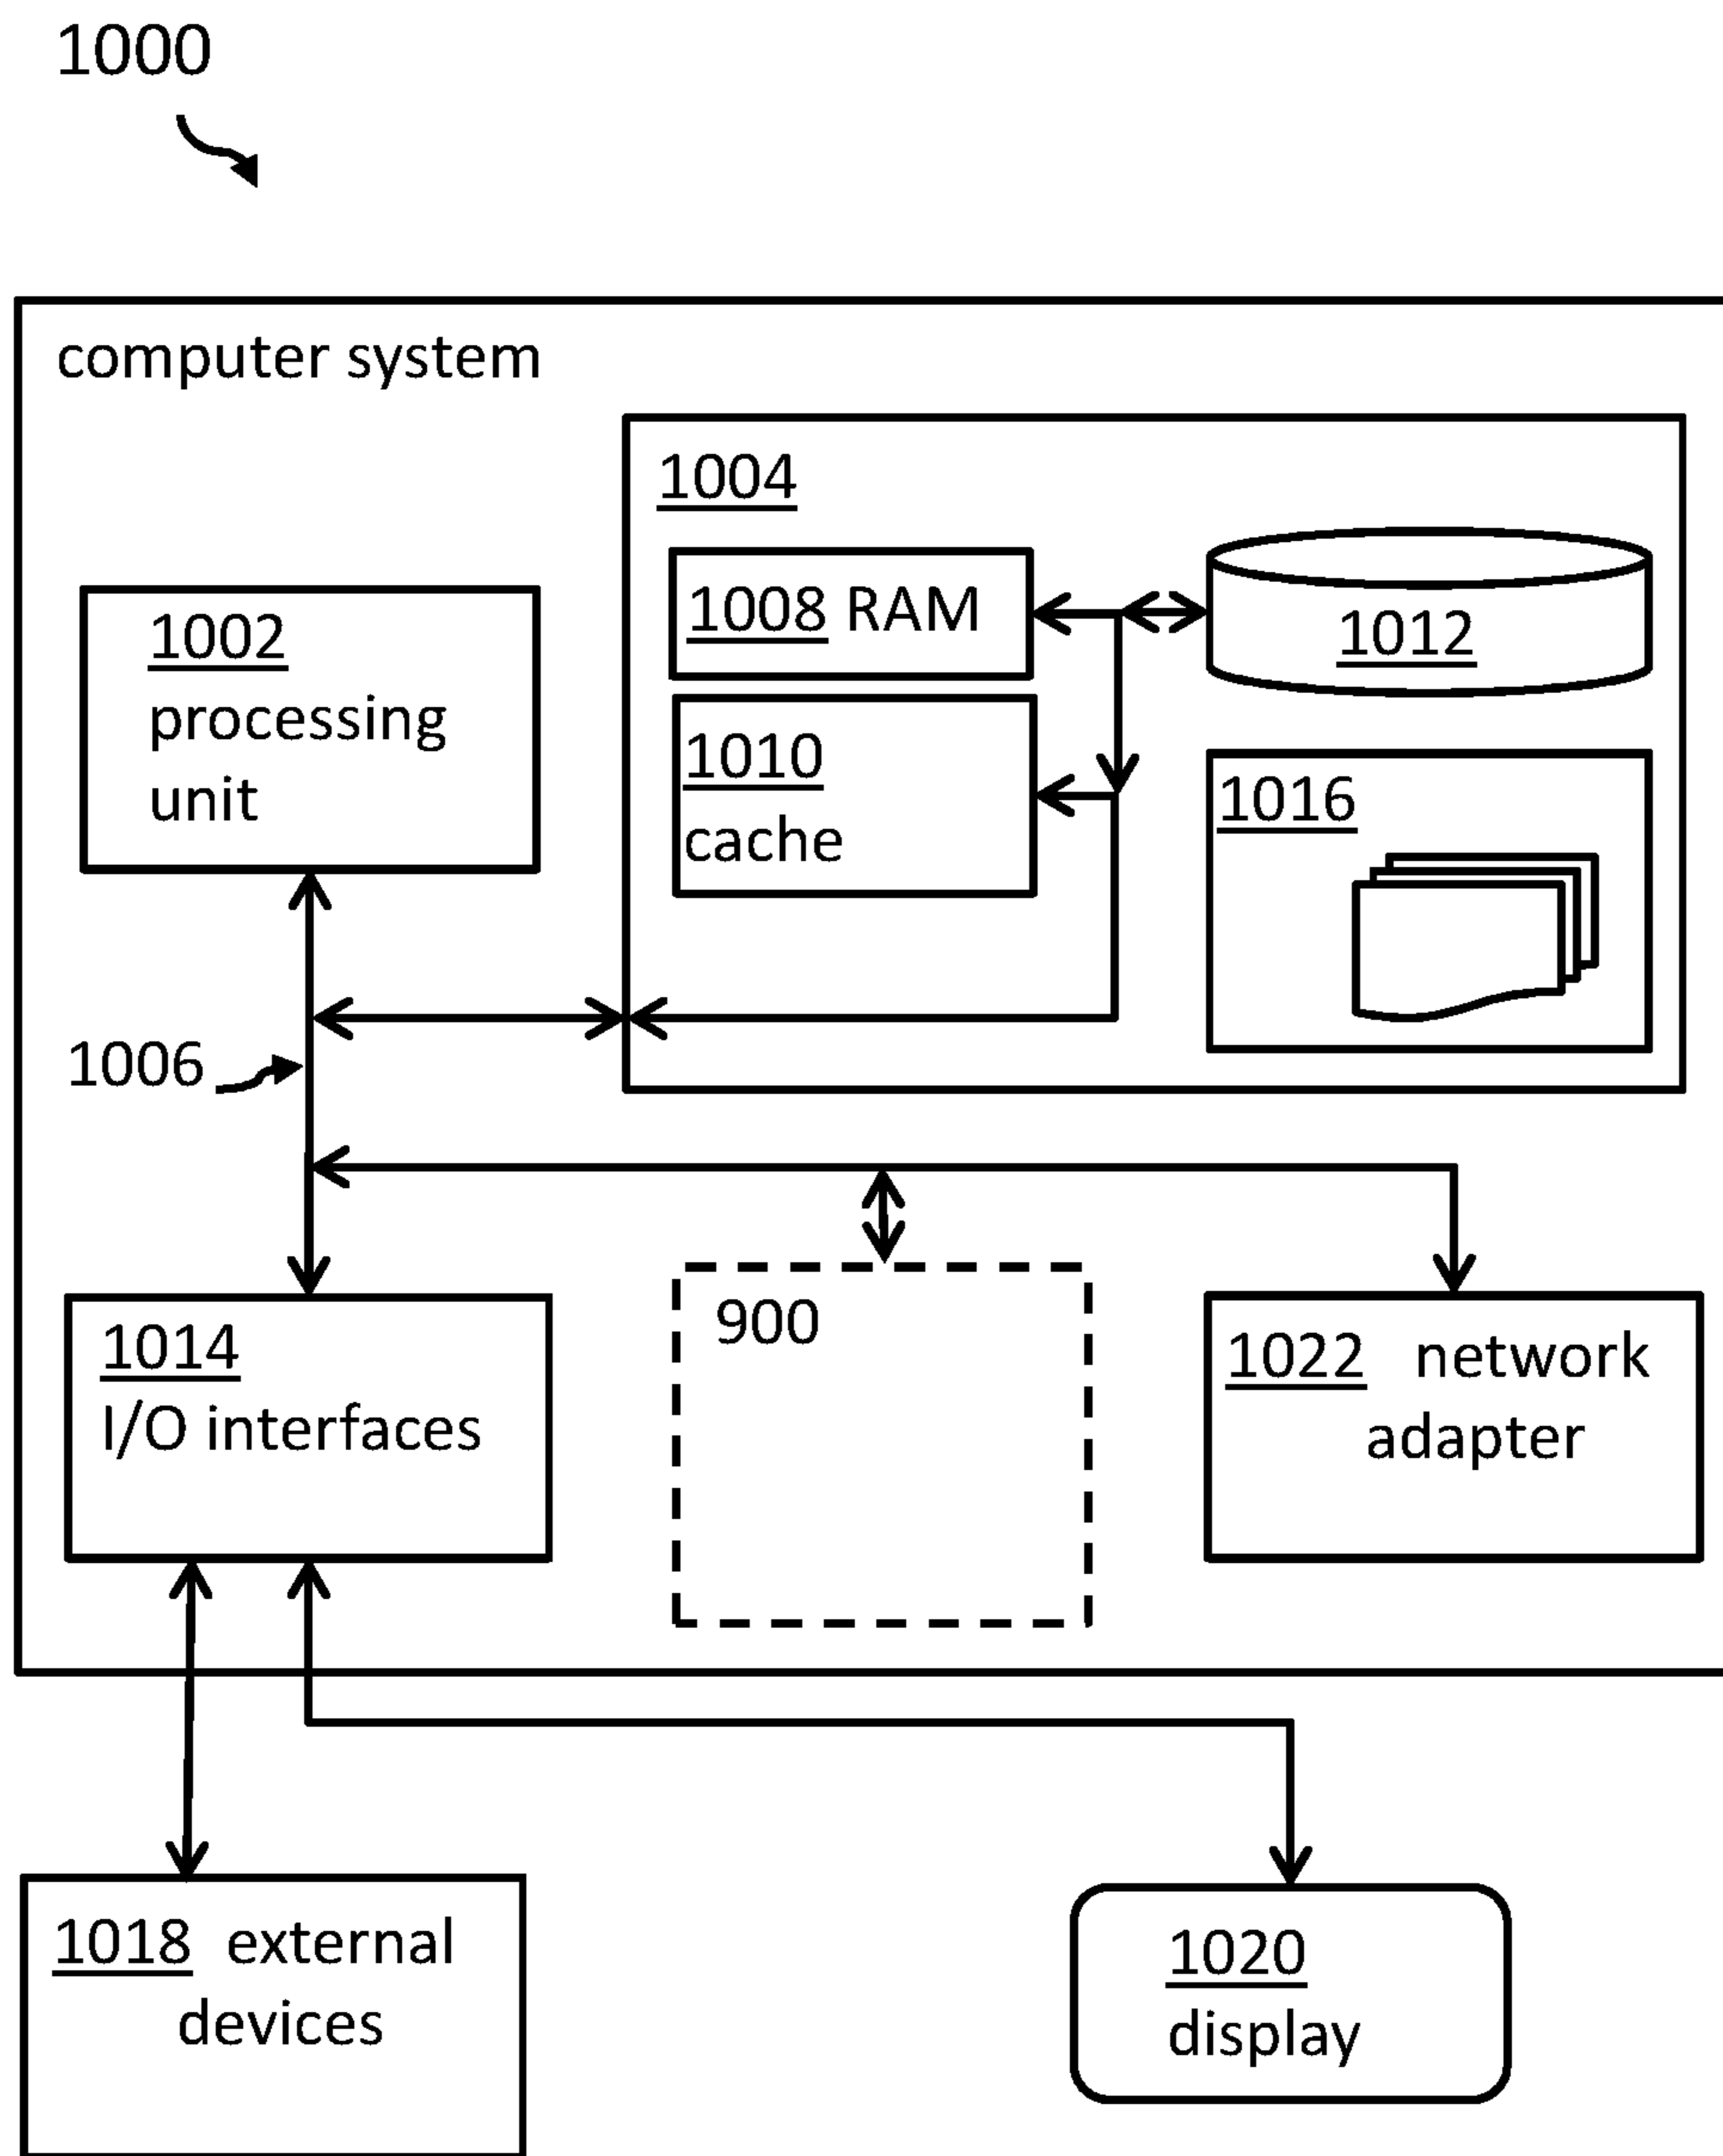 1000
computer system
1004
1008 RAM
1012
1002
processing
unit
1010
cache
1016
1006
900
1014
I/O interfaces
1022 network
adapter
1018 external
devices
1020
display